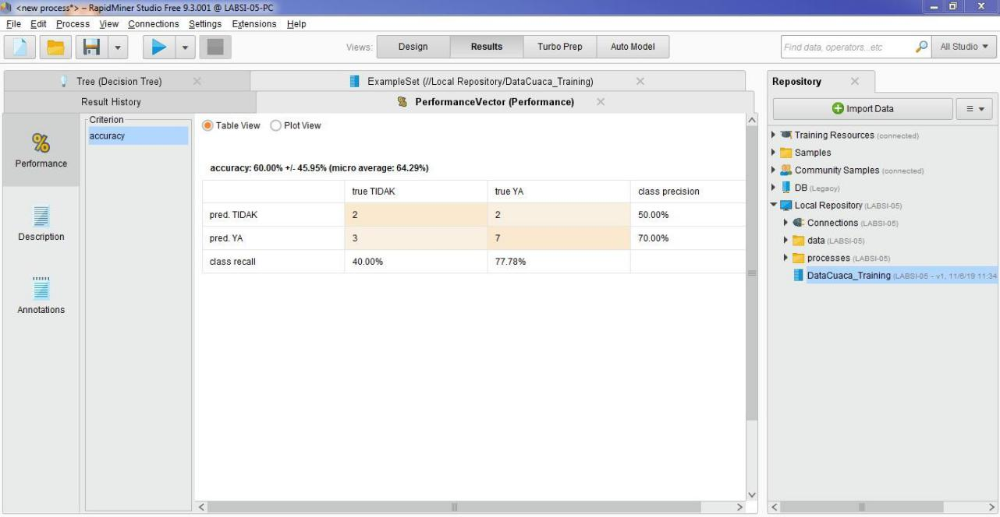 <new process*> – RapidMiner Studio Free 9.3.001 @ LABSI-05-PC
File Edit Process View Connections Settings Extensions Help
Views: Design Results Turbo Prep Auto Model
Find data, operators...etc
All Studio
Tree (Decision Tree)
ExampleSet (//Local Repository/DataCuaca_Training)
Result History
PerformanceVector (Performance)
Performance
Description
Annotations
Criterion
accuracy
Table View Plot View
accuracy: 60.00% +/- 45.95% (micro average: 64.29%)
true TIDAK true YA class precision
pred. TIDAK 2 2 50.00%
pred. YA 3 7 70.00%
class recall 40.00% 77.78%
Repository
Import Data
Training Resources (connected)
Samples
Community Samples (connected)
DB (Legacy)
Local Repository (LABSI-05)
Connections (LABSI-05)
data (LABSI-05)
processes (LABSI-05)
DataCuaca_Training (LABSI-05 - v1, 11/6/19 11:34